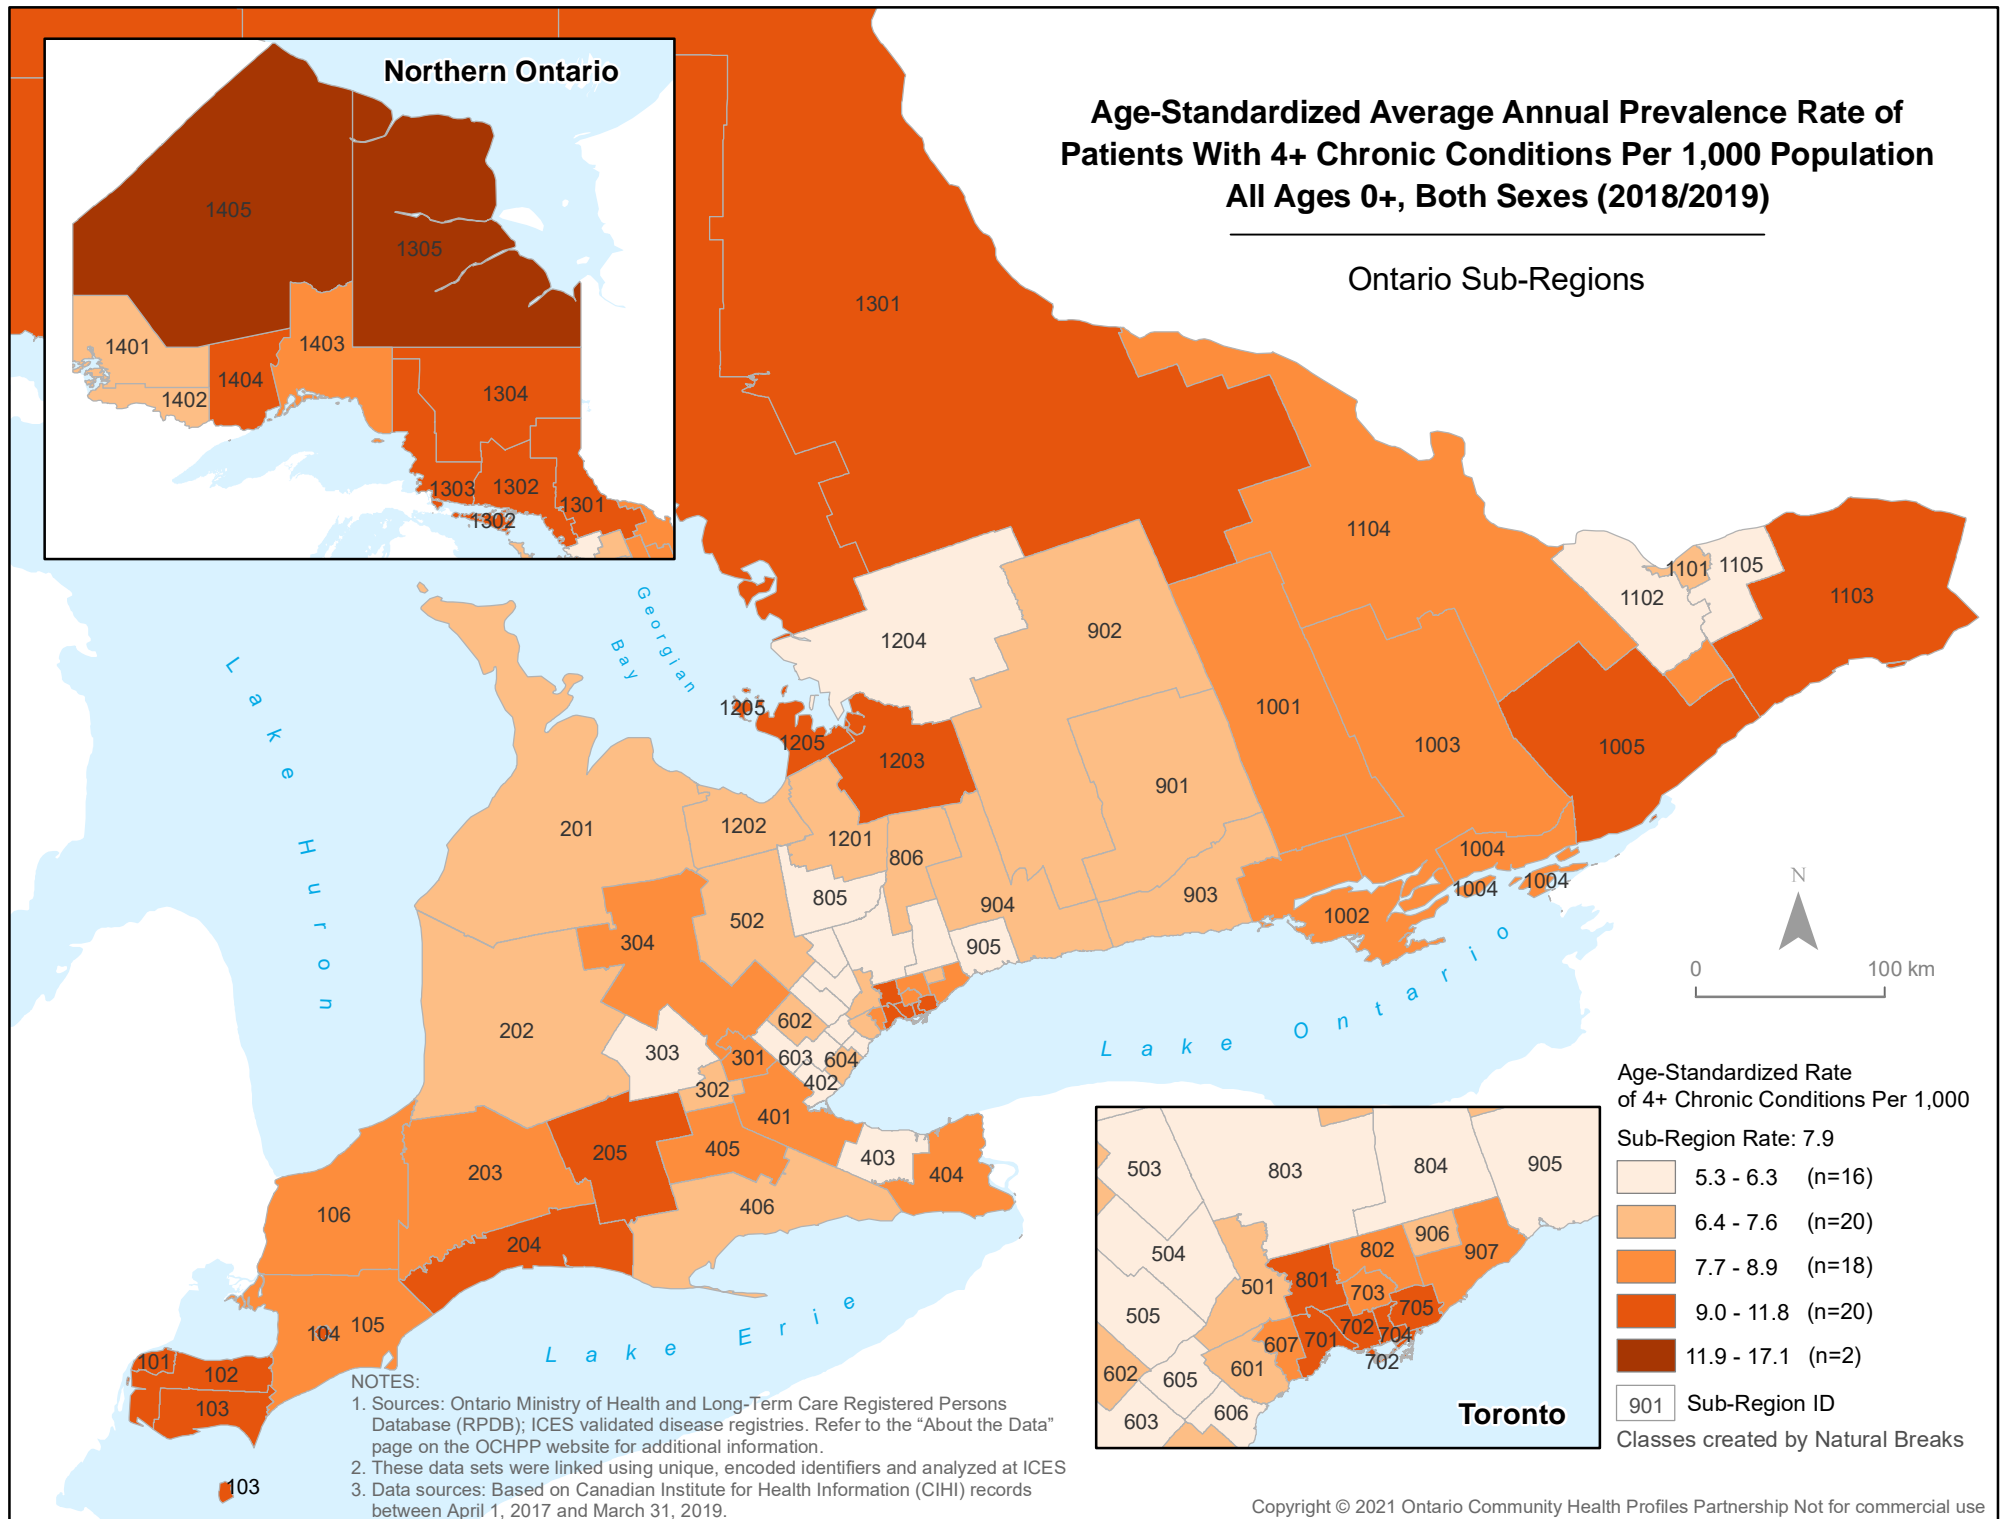 Northern Ontario
1405
1305
1401
1403
1404
1402
1304
1303
1302
1301
1302
Age-Standardized Average Annual Prevalence Rate of
Patients With 4+ Chronic Conditions Per 1,000 Population
All Ages 0+, Both Sexes (2018/2019)
Ontario Sub-Regions
1301
1104
1101
1105
1102
1103
Georgian
Bay
1204
902
1205
1205
1203
1001
1003
1005
901
Lake Huron
201
1202
1201
806
805
903
904
1004
1004
1004
1002
502
304
905
N
0
100 km
202
602
303
301
603
604
302
402
401
Lake Ontario
205
405
403
404
203
406
106
204
104
105
Lake Erie
101
102
103
103
503
803
804
905
504
906
802
907
501
801
703
705
505
702
704
701
607
702
602
601
605
603
606
Toronto
Age-Standardized Rate
of 4+ Chronic Conditions Per 1,000
Sub-Region Rate: 7.9
5.3 - 6.3 (n=16)
6.4 - 7.6 (n=20)
7.7 - 8.9 (n=18)
9.0 - 11.8 (n=20)
11.9 - 17.1 (n=2)
901 Sub-Region ID
Classes created by Natural Breaks
NOTES:
1. Sources: Ontario Ministry of Health and Long-Term Care Registered Persons
Database (RPDB); ICES validated disease registries. Refer to the “About the Data”
page on the OCHPP website for additional information.
2. These data sets were linked using unique, encoded identifiers and analyzed at ICES
3. Data sources: Based on Canadian Institute for Health Information (CIHI) records
between April 1, 2017 and March 31, 2019.
Copyright © 2021 Ontario Community Health Profiles Partnership Not for commercial use